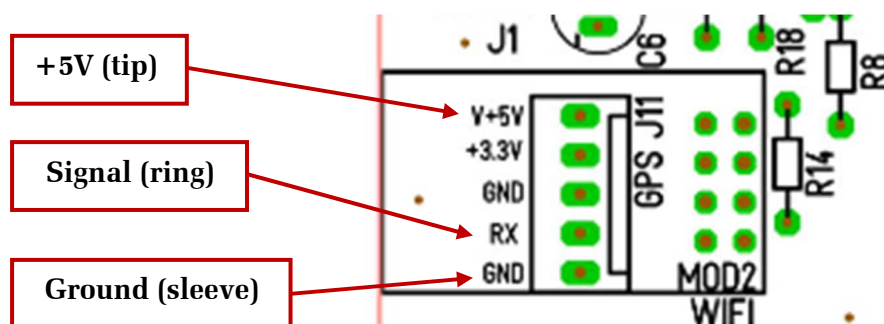 +5V (tip)
Signal (ring)
Ground (sleeve)
J1
C6
R18
R8
V+5V
+3.3V
GND
RX
GND
GPS J11
R14
MOD2
WIFI